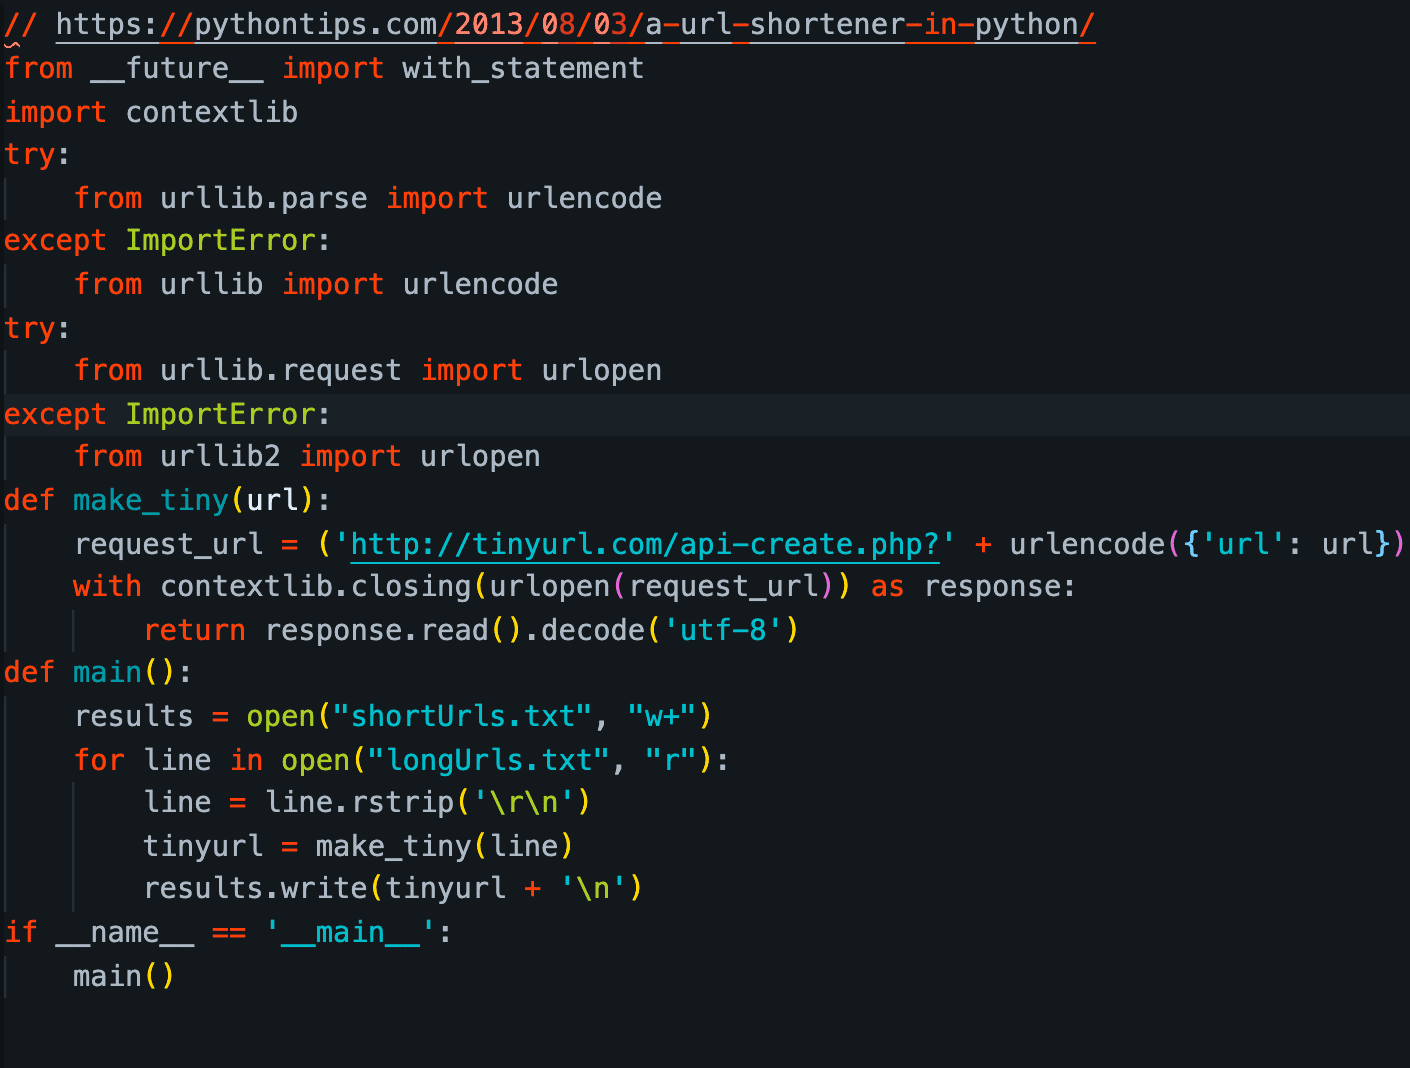 // https://pythontips.com/2013/08/03/a-url-shortener-in-python/
from __future__ import with_statement
import contextlib
try:
    from urllib.parse import urlencode
except ImportError:
    from urllib import urlencode
try:
    from urllib.request import urlopen
except ImportError:
    from urllib2 import urlopen
def make_tiny(url):
    request_url = ('http://tinyurl.com/api-create.php?' + urlencode({'url': url})
    with contextlib.closing(urlopen(request_url)) as response:
        return response.read().decode('utf-8')
def main():
    results = open("shortUrls.txt", "w+")
    for line in open("longUrls.txt", "r"):
        line = line.rstrip('\r\n')
        tinyurl = make_tiny(line)
        results.write(tinyurl + '\n')
if __name__ == '__main__':
    main()